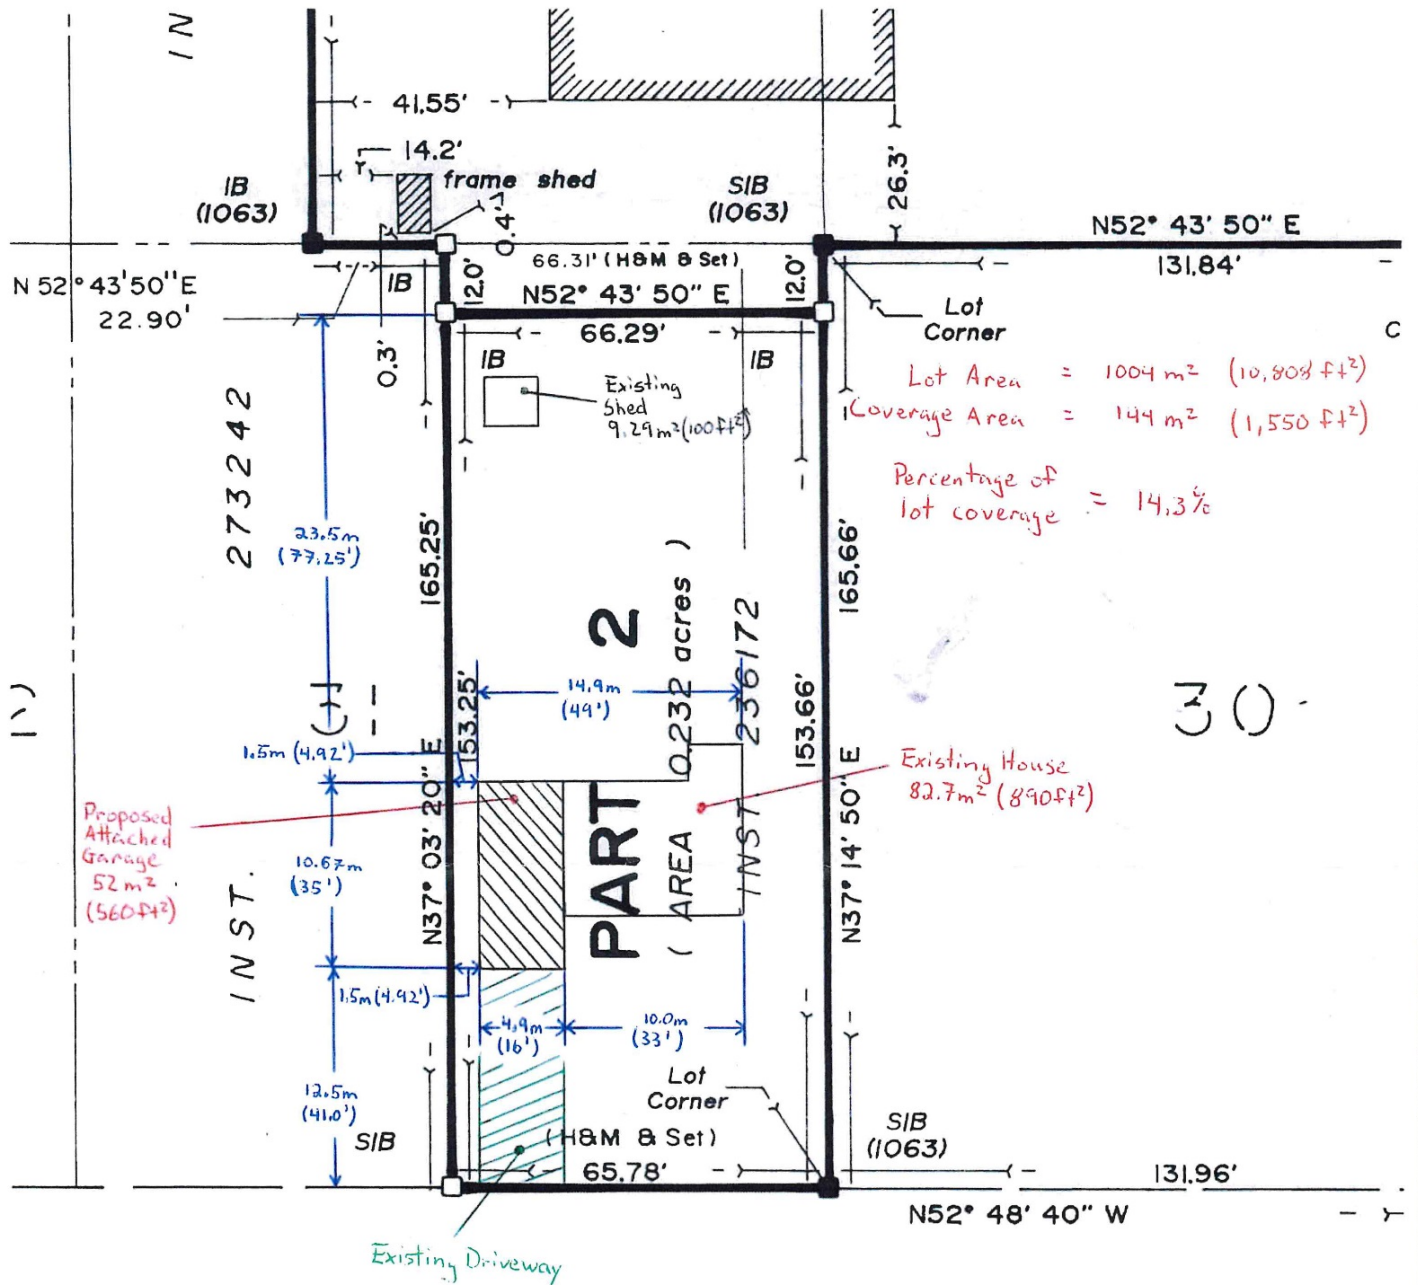 IN
41.55'
14.2'
frame shed
IB
(1063)
SIB
(1063)
26.3'
0.4'
N52° 43' 50" E
66.31' (H&M & Set)
131.84'
N 52° 43'50"E
22.90'
IB
12.0'
N52° 43' 50" E
12.0'
66.29'
Lot
Corner
0.3'
IB
IB
C
Existing
Shed
9.29m² (100ft²)
Lot Area = 1004 m² (10,808 ft²)
Coverage Area = 144 m² (1,550 ft²)
Percentage of
lot coverage = 14.3%
273242
23.5m
(77.25')
165.25'
165.66'
PART 2
(AREA 0.232 acres)
INST 236172
14.9m
(49')
153.25'
153.66'
30
1.5m (4.92')
Existing House
82.7m² (890ft²)
Proposed
Attached
Garage
52 m²
(560ft²)
10.67m
(35')
N37° 03' 20" E
N37° 14' 50" E
INST.
1.5m (4.92')
4.9m
(16')
10.0m
(33')
12.5m
(41.0')
Lot
Corner
SIB
(H&M & Set)
SIB
(1063)
65.78'
131.96'
N52° 48' 40" W
Existing Driveway